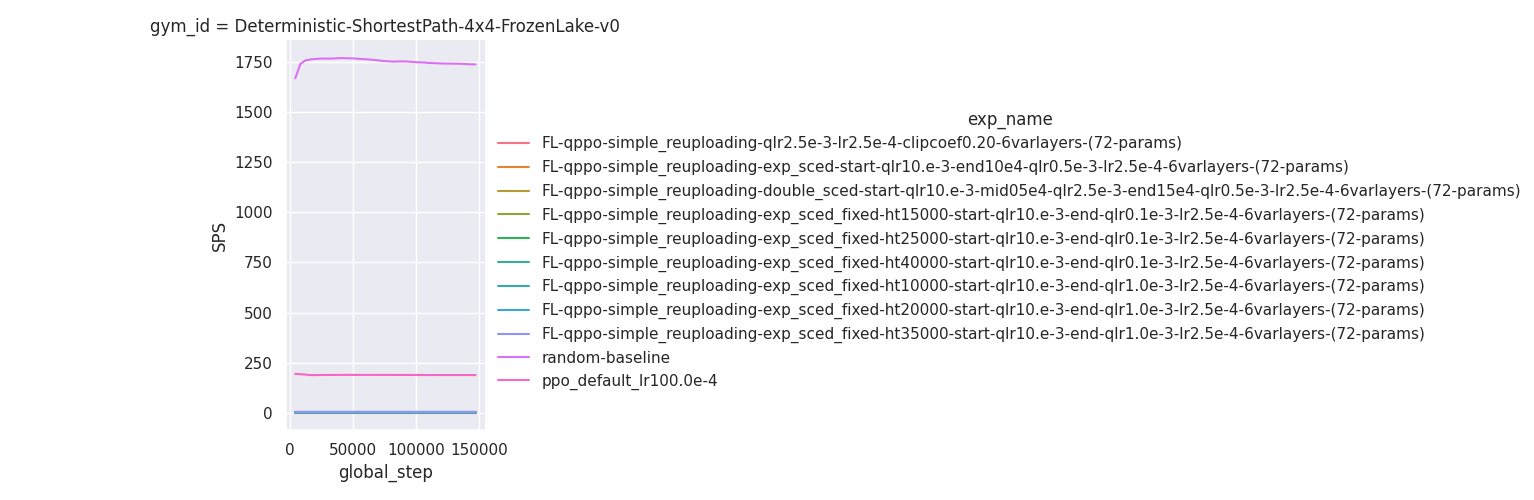 gym_id = Deterministic-ShortestPath-4x4-FrozenLake-v0
1750
1500
1250
1000
750
500
250
0
SPS
0 50000 100000 150000
global_step
exp_name
FL-qppo-simple_reuploading-qlr2.5e-3-lr2.5e-4-clipcoef0.20-6varlayers-(72-params)
FL-qppo-simple_reuploading-exp_sced-start-qlr10.e-3-end10e4-qlr0.5e-3-lr2.5e-4-6varlayers-(72-params)
FL-qppo-simple_reuploading-double_sced-start-qlr10.e-3-mid05e4-qlr2.5e-3-end15e4-qlr0.5e-3-lr2.5e-4-6varlayers-(72-params)
FL-qppo-simple_reuploading-exp_sced_fixed-ht15000-start-qlr10.e-3-end-qlr0.1e-3-lr2.5e-4-6varlayers-(72-params)
FL-qppo-simple_reuploading-exp_sced_fixed-ht25000-start-qlr10.e-3-end-qlr0.1e-3-lr2.5e-4-6varlayers-(72-params)
FL-qppo-simple_reuploading-exp_sced_fixed-ht40000-start-qlr10.e-3-end-qlr0.1e-3-lr2.5e-4-6varlayers-(72-params)
FL-qppo-simple_reuploading-exp_sced_fixed-ht10000-start-qlr10.e-3-end-qlr1.0e-3-lr2.5e-4-6varlayers-(72-params)
FL-qppo-simple_reuploading-exp_sced_fixed-ht20000-start-qlr10.e-3-end-qlr1.0e-3-lr2.5e-4-6varlayers-(72-params)
FL-qppo-simple_reuploading-exp_sced_fixed-ht35000-start-qlr10.e-3-end-qlr1.0e-3-lr2.5e-4-6varlayers-(72-params)
random-baseline
ppo_default_lr100.0e-4